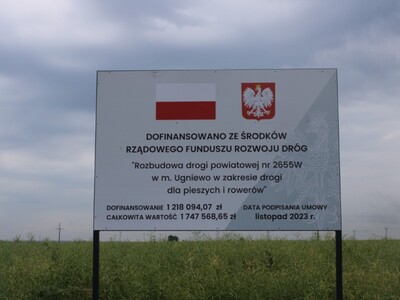 DOFINANSOWANO ZE ŚRODKÓW
RZĄDOWEGO FUNDUSZU ROZWOJU DRÓG
"Rozbudowa drogi powiatowej nr 2655W
w m. Ugniewo w zakresie drogi
dla pieszych i rowerów"
DOFINANSOWANIE 1 218 094,07 zł DATA PODPISANIA UMOWY
CAŁKOWITA WARTOŚĆ 1 747 568,65 zł listopad 2023 r.